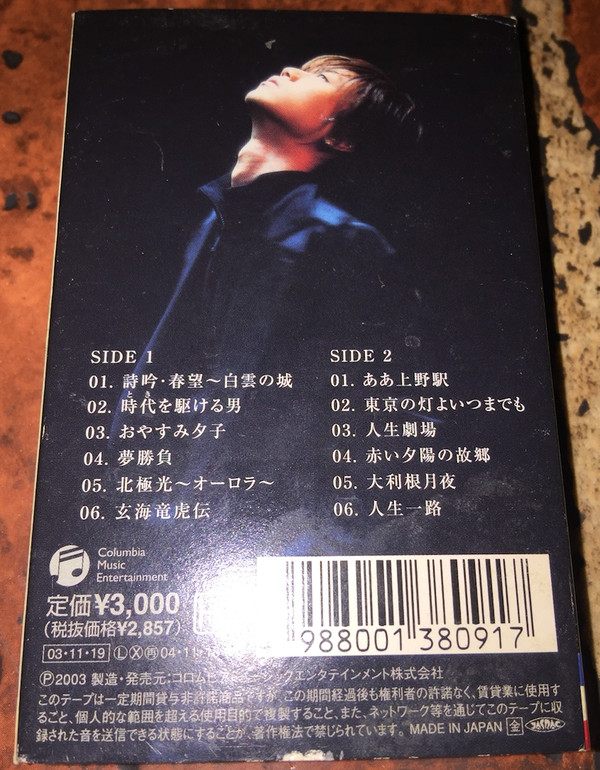 SIDE 1
01. 詩吟・春望～白雲の城
とき
02. 時代を駆ける男
03. おやすみ夕子
04. 夢勝負
05. 北極光～オーロラ～
06. 玄海竜虎伝
SIDE 2
01. ああ上野駅
02. 東京の灯よいつまでも
03. 人生劇場
04. 赤い夕陽の故郷
05. 大利根月夜
06. 人生一路
Columbia
Music
Entertainment
定価¥3,000
(税抜価格¥2,857)
988001 380917
03・11・19 Ⓛ Ⓧ ㊢ 04・11
Ⓟ2003 製造・発売元:コロムビアミュージックエンタテインメント株式会社
このテープは一定期間貸与非許諾商品ですが、この期間経過後も権利者の許諾なく、賃貸業に使用す
ること、個人的な範囲を超える使用目的で複製すること、また、ネットワーク等を通じてこのテープに収
録された音を送信できる状態にすることが、著作権法で禁じられています。 MADE IN JAPAN 全 JASRAC